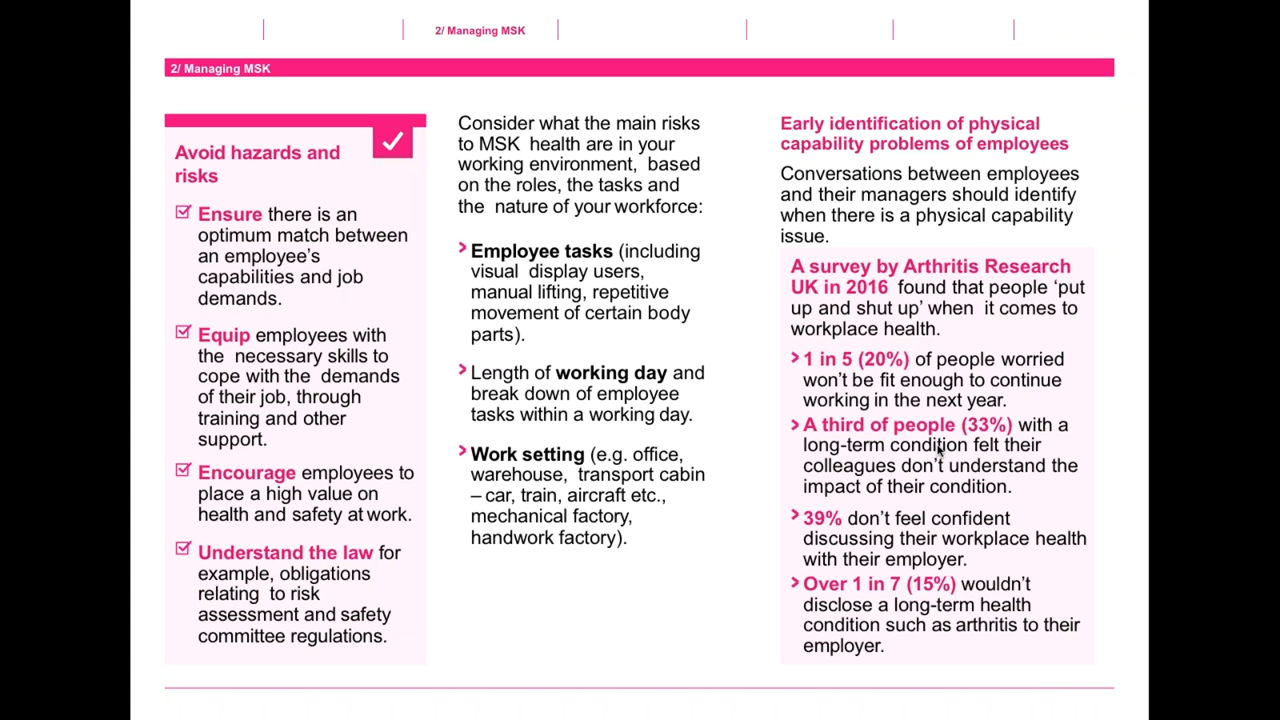 2/ Managing MSK
2/ Managing MSK
Avoid hazards and
risks
Ensure there is an
optimum match between
an employee's
capabilities and job
demands.
Equip employees with
the necessary skills to
cope with the demands
of their job, through
training and other
support.
Encourage employees to
place a high value on
health and safety at work.
Understand the law for
example, obligations
relating to risk
assessment and safety
committee regulations.
Consider what the main risks
to MSK health are in your
working environment, based
on the roles, the tasks and
the nature of your workforce:
Employee tasks (including
visual display users,
manual lifting, repetitive
movement of certain body
parts).
Length of working day and
break down of employee
tasks within a working day.
Work setting (e.g. office,
warehouse, transport cabin
– car, train, aircraft etc.,
mechanical factory,
handwork factory).
Early identification of physical
capability problems of employees
Conversations between employees
and their managers should identify
when there is a physical capability
issue.
A survey by Arthritis Research
UK in 2016 found that people ‘put
up and shut up’ when it comes to
workplace health.
1 in 5 (20%) of people worried
won’t be fit enough to continue
working in the next year.
A third of people (33%) with a
long-term condition felt their
colleagues don’t understand the
impact of their condition.
39% don’t feel confident
discussing their workplace health
with their employer.
Over 1 in 7 (15%) wouldn’t
disclose a long-term health
condition such as arthritis to their
employer.